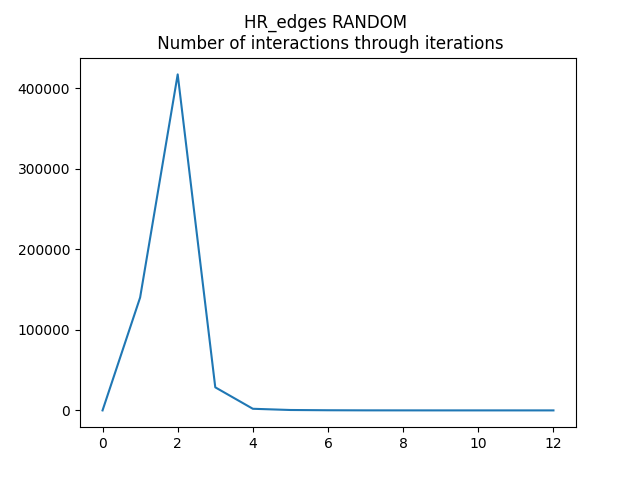 HR_edges RANDOM
Number of interactions through iterations
400000
300000
200000
100000
0
0 2 4 6 8 10 12